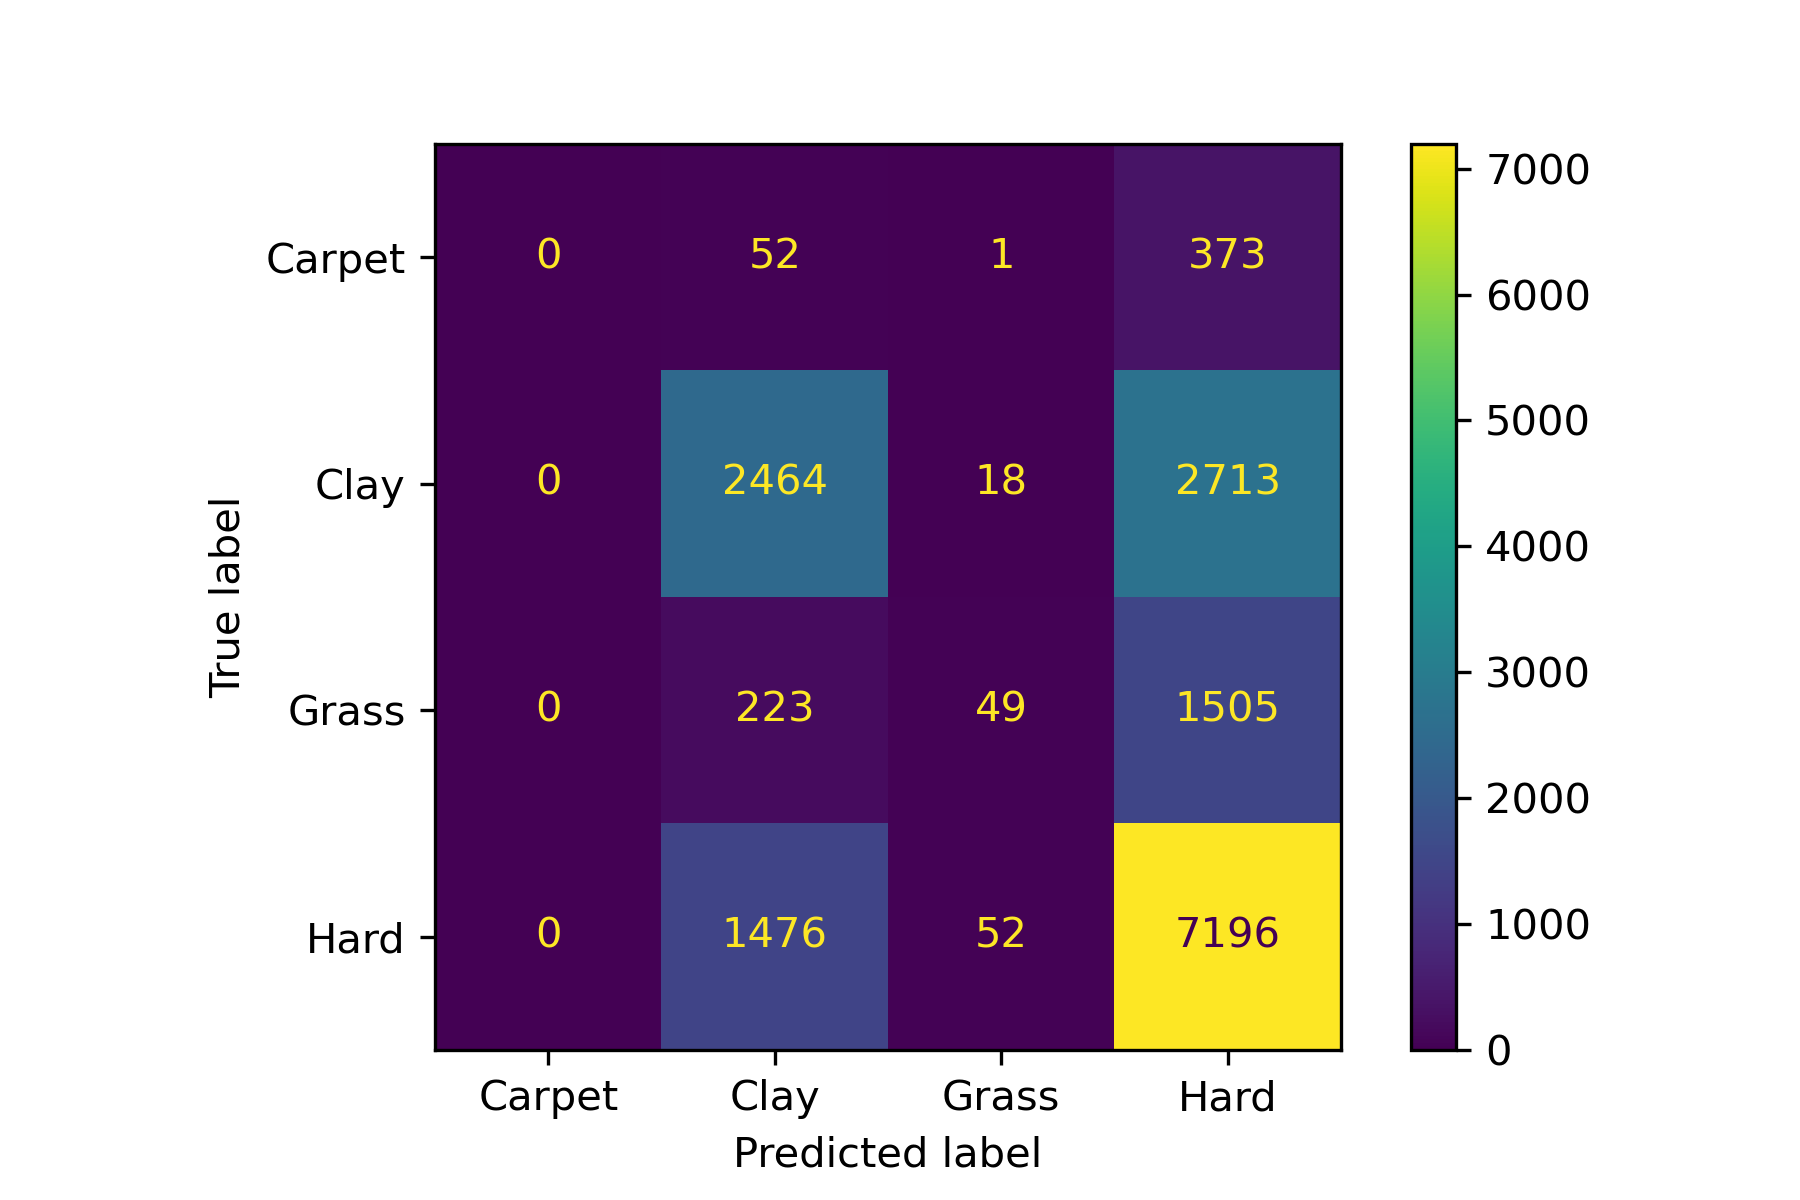 Carpet 0 52 1 373
Clay 0 2464 18 2713
Grass 0 223 49 1505
Hard 0 1476 52 7196
Carpet Clay Grass Hard
Predicted label
True label
7000
6000
5000
4000
3000
2000
1000
0